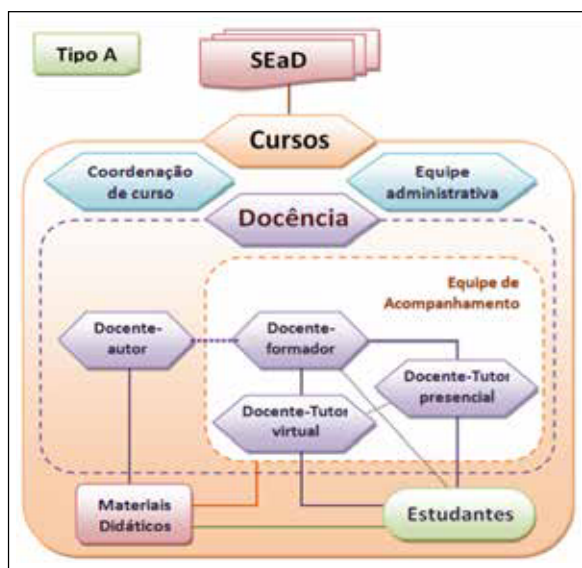 Tipo A
SEaD
Cursos
Coordenação
de curso
Equipe
administrativa
Docência
Equipe de
Acompanhamento
Docente-
autor
Docente-
formador
Docente-Tutor
presencial
Docente-Tutor
virtual
Materiais
Didáticos
Estudantes